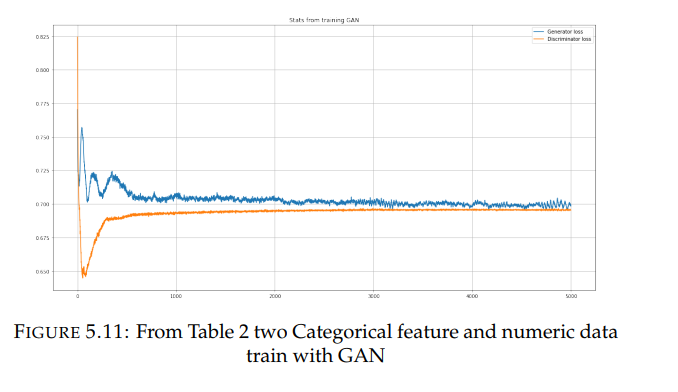 Stats from training GAN
Generator loss
Discriminator loss
0.825
0.800
0.775
0.750
0.725
0.700
0.675
0.650
0
1000
2000
3000
4000
5000
FIGURE 5.11: From Table 2 two Categorical feature and numeric data
train with GAN